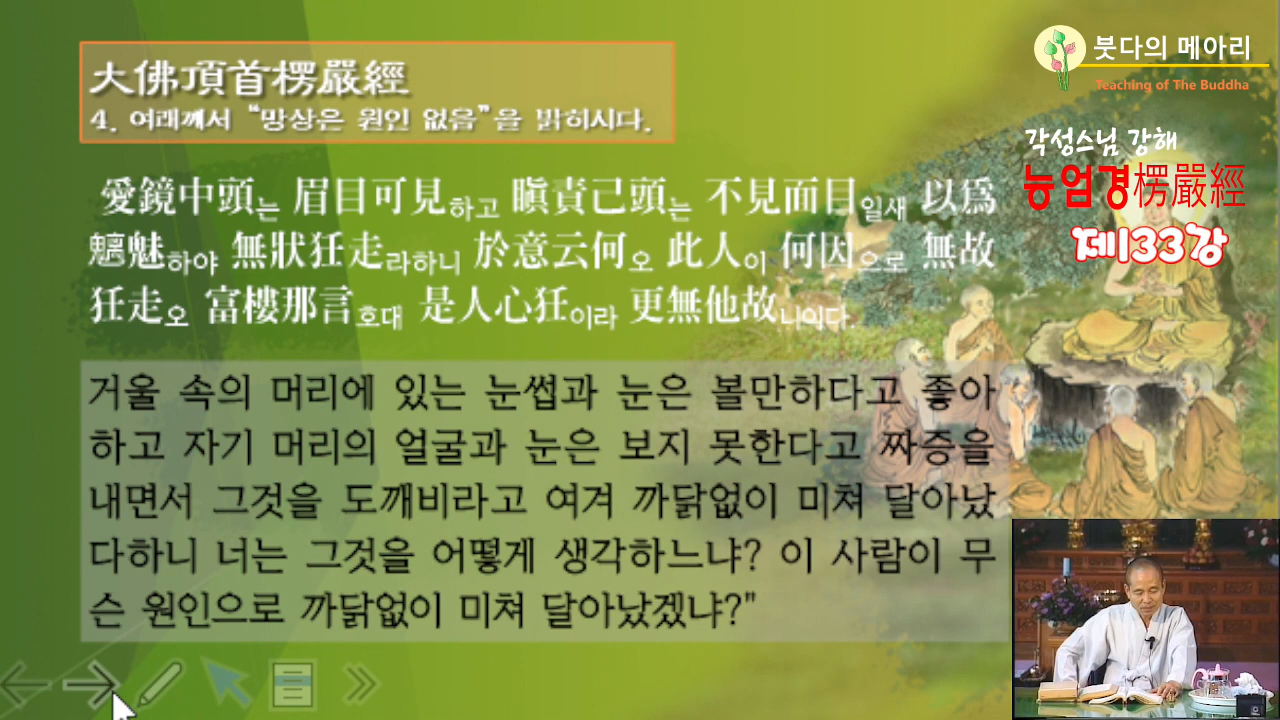 大佛頂首楞嚴經
4. 여래께서 “망상은 원인 없음”을 밝히시다.
愛鏡中頭는 眉目可見하고 瞋責己頭는 不見面目일새 以爲
魑魅하야 無狀狂走라하니 於意云何오 此人이 何因으로 無故
狂走오 富樓那言호대 是人心狂이라 更無他故니이다.
거울 속의 머리에 있는 눈썹과 눈은 볼만하다고 좋아
하고 자기 머리의 얼굴과 눈은 보지 못한다고 짜증을
내면서 그것을 도깨비라고 여겨 까닭없이 미쳐 달아났
다하니 너는 그것을 어떻게 생각하느냐? 이 사람이 무
슨 원인으로 까닭없이 미쳐 달아났겠냐?"
붓다의 메아리
Teaching of The Buddha
각성스님 강해
능엄경楞嚴經
제33강